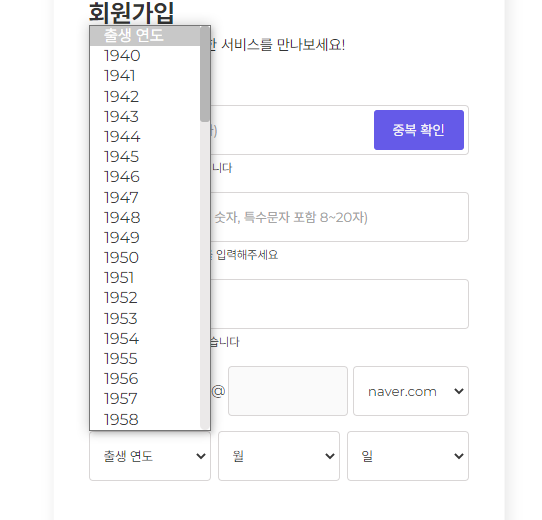 회원가입
출생 연도
한 서비스를 만나보세요!
1940
1941
1942
1943
1944
중복 확인
1945
1946
니다
1947
1948
숫자, 특수문자 포함 8~20자)
1949
1950
입력해주세요
1951
1952
1953
1954
습니다
1955
1956
1957
@
naver.com
1958
출생 연도
월
일